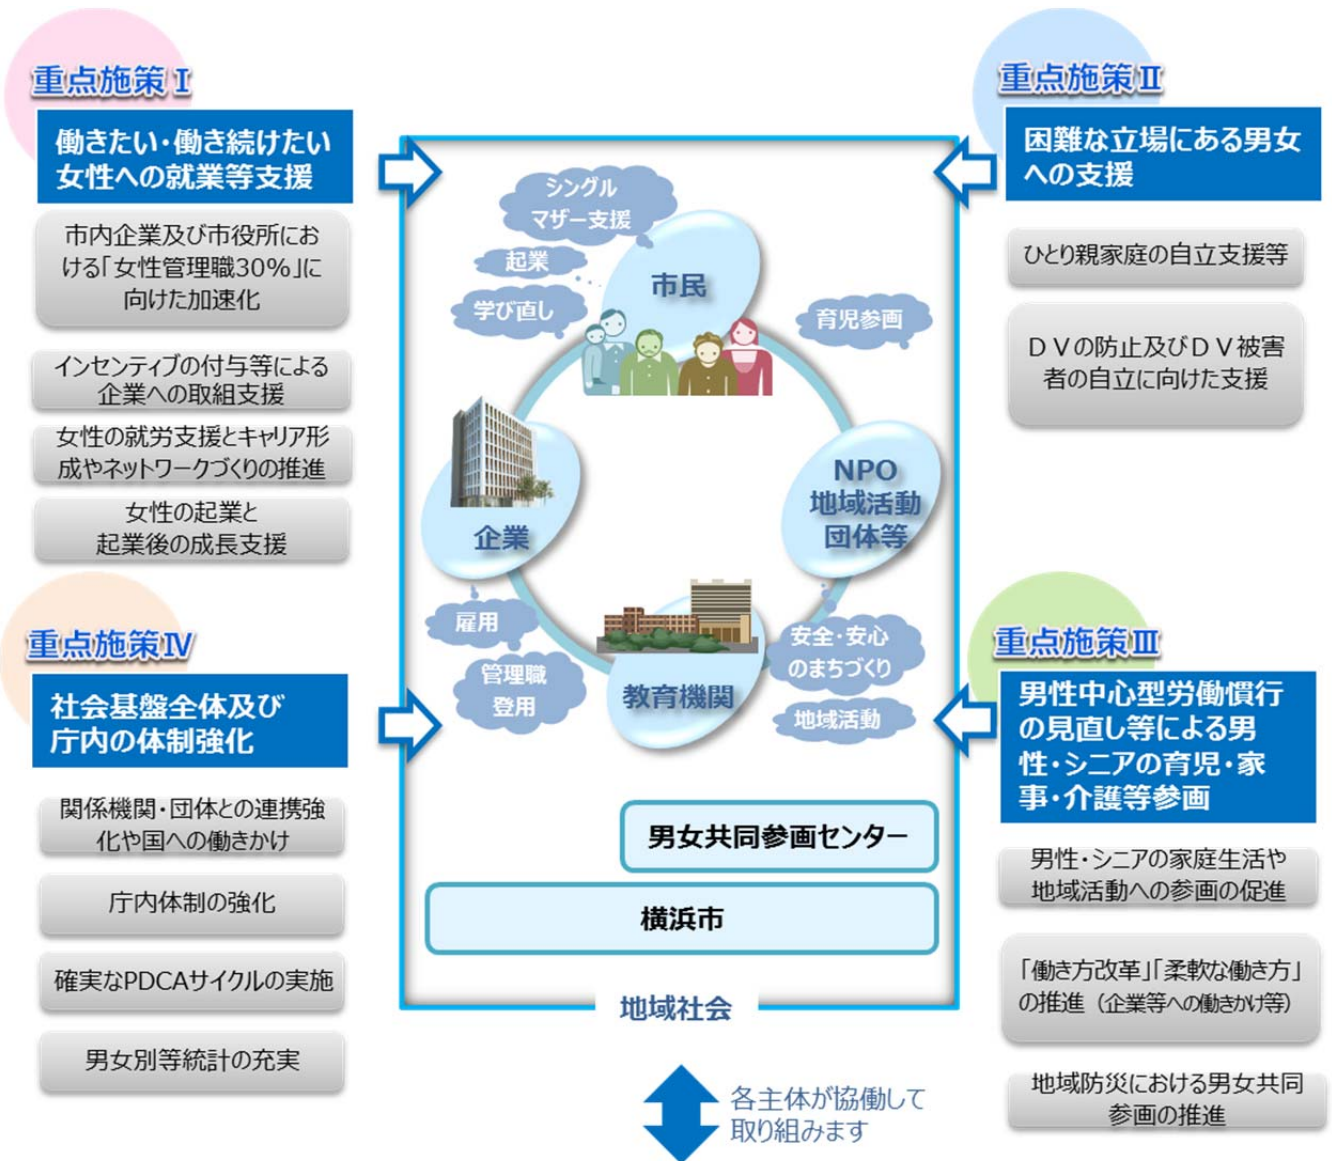 重点施策Ⅰ
働きたい・働き続けたい
女性への就業等支援
市内企業及び市役所にお
ける「女性管理職30%」に
向けた加速化
インセンティブの付与等による
企業への取組支援
女性の就労支援とキャリア形
成やネットワークづくりの推進
女性の起業と
起業後の成長支援
重点施策Ⅱ
困難な立場にある男女
への支援
ひとり親家庭の自立支援等
ＤＶの防止及びＤＶ被害
者の自立に向けた支援
シングル
マザー支援
起業
学び直し
市民
育児参画
企業
NPO
地域活動
団体等
雇用
管理職
登用
教育機関
安全・安心
のまちづくり
地域活動
男女共同参画センター
横浜市
地域社会
各主体が協働して
取り組みます
重点施策Ⅳ
社会基盤全体及び
庁内の体制強化
関係機関・団体との連携強
化や国への働きかけ
庁内体制の強化
確実なPDCAサイクルの実施
男女別等統計の充実
重点施策Ⅲ
男性中心型労働慣行
の見直し等による男
性・シニアの育児・家
事・介護等参画
男性・シニアの家庭生活や
地域活動への参画の促進
「働き方改革」「柔軟な働き方」
の推進（企業等への働きかけ等）
地域防災における男女共同
参画の推進